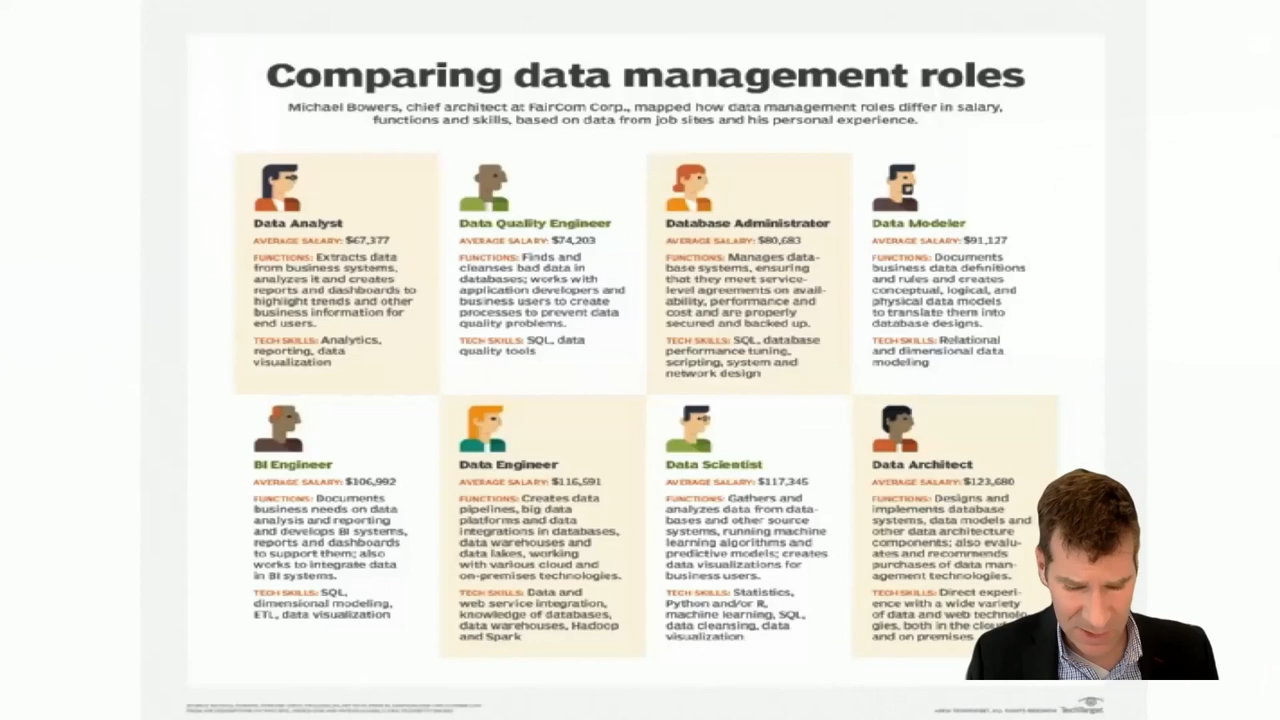 Comparing data management roles
Michael Bowers, chief architect at FairCom Corp., mapped how data management roles differ in salary,
functions and skills, based on data from job sites and his personal experience.
Data Analyst
AVERAGE SALARY: $67,377
FUNCTIONS: Extracts data
from business systems,
analyzes it and creates
reports and dashboards to
highlight trends and other
business information for
end users.
TECH SKILLS: Analytics,
reporting, data
visualization
Data Quality Engineer
AVERAGE SALARY: $74,203
FUNCTIONS: Finds and
cleanses bad data in
databases; works with
application developers and
business users to create
processes to prevent data
quality problems.
TECH SKILLS: SQL, data
quality tools
Database Administrator
AVERAGE SALARY: $80,683
FUNCTIONS: Manages data-
base systems, ensuring
that they meet service-
level agreements on avail-
ability, performance and
cost and are properly
secured and backed up.
TECH SKILLS: SQL, database
performance tuning,
scripting, system and
network design
Data Modeler
AVERAGE SALARY: $91,127
FUNCTIONS: Documents
business data definitions
and rules and creates
conceptual, logical, and
physical data models
to translate them into
database designs.
TECH SKILLS: Relational
and dimensional data
modeling
BI Engineer
AVERAGE SALARY: $106,992
FUNCTIONS: Documents
business needs on data
analysis and reporting
and develops BI systems,
reports and dashboards
to support them; also
works to integrate data
in BI systems.
TECH SKILLS: SQL,
dimensional modeling,
ETL, data visualization
Data Engineer
AVERAGE SALARY: $116,591
FUNCTIONS: Creates data
pipelines, big data
platforms and data
integrations in databases,
data warehouses and
data lakes, working
with various cloud and
on-premises technologies.
TECH SKILLS: Data and
web service integration,
knowledge of databases,
data warehouses, Hadoop
and Spark
Data Scientist
AVERAGE SALARY: $117,345
FUNCTIONS: Gathers and
analyzes data from data-
bases and other source
systems, running machine
learning algorithms and
predictive models; creates
data visualizations for
business users.
TECH SKILLS: Statistics,
Python and/or R,
machine learning, SQL,
data cleansing, data
visualization
Data Architect
AVERAGE SALARY: $123,680
FUNCTIONS: Designs and
implements database
systems, data models and
other data architecture
components; also evalu-
ates and recommends
purchases of data man-
agement technologies.
TECH SKILLS: Direct experi-
ence with a wide variety
of data and web technolo
gies, both in the cloud
and on premises
TechTarget